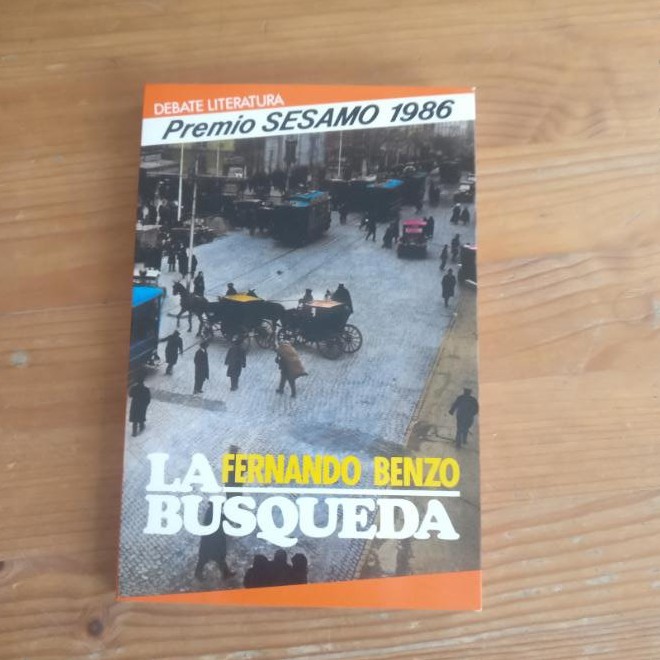 DEBATE LITERATURA
Premio SESAMO 1986
LA FERNANDO BENZO
BUSQUEDA